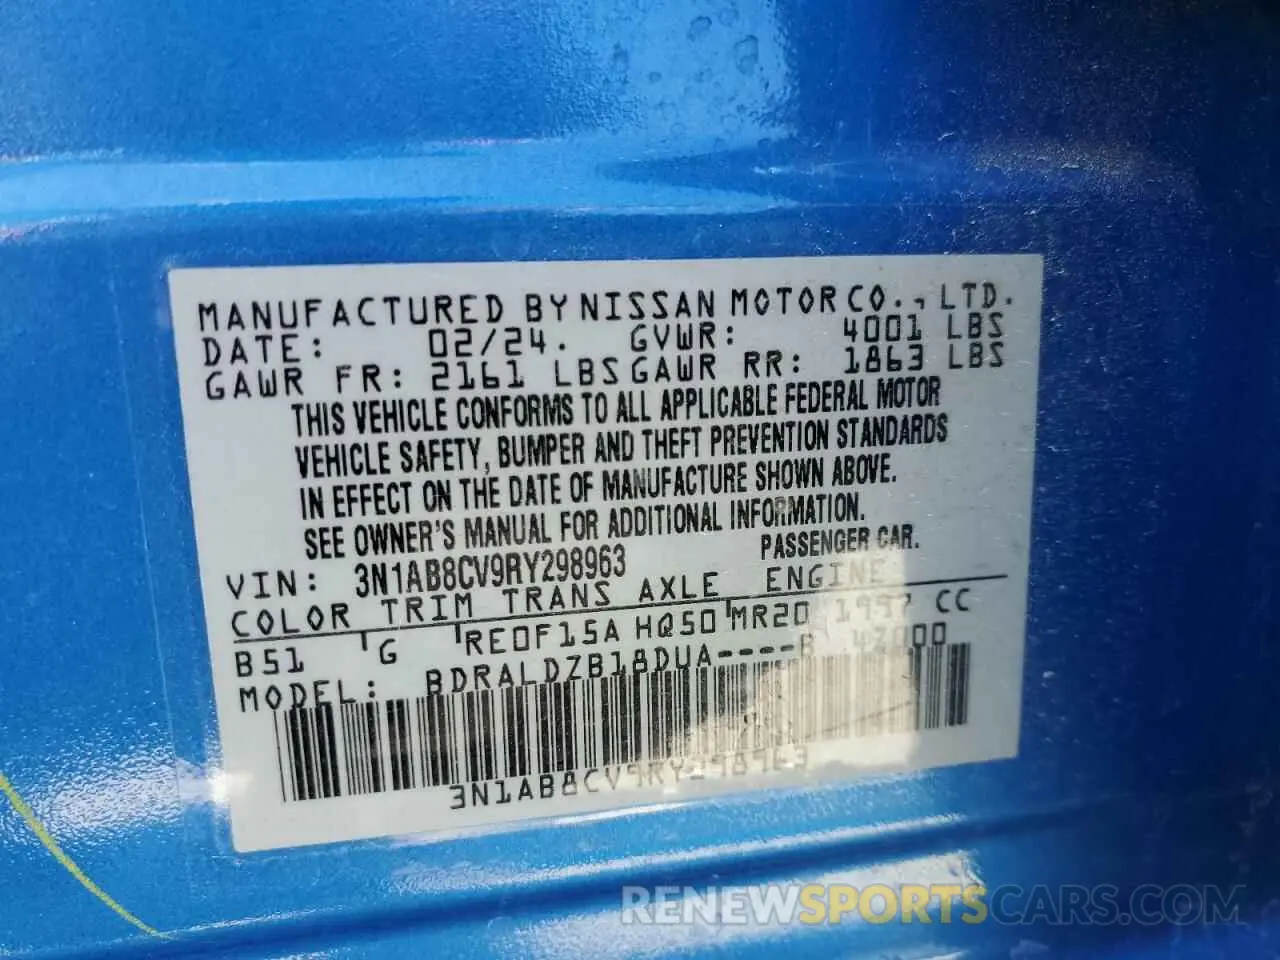 MANUFACTURED BY NISSAN MOTOR CO., LTD.
DATE: 02/24. GVWR: 4001 LBS
GAWR FR: 2161 LBS GAWR RR: 1863 LBS
THIS VEHICLE CONFORMS TO ALL APPLICABLE FEDERAL MOTOR
VEHICLE SAFETY, BUMPER AND THEFT PREVENTION STANDARDS
IN EFFECT ON THE DATE OF MANUFACTURE SHOWN ABOVE.
SEE OWNER'S MANUAL FOR ADDITIONAL INFORMATION.
VIN: 3N1AB8CV9RY298963 PASSENGER CAR.
COLOR TRIM TRANS AXLE ENGINE
B51 G RE0F15A HQ50 MR20 1997 CC
MODEL: BDRALDZB18DUA----B 47000
3N1AB8CV9RY298963
RENEWSPORTSCARS.COM